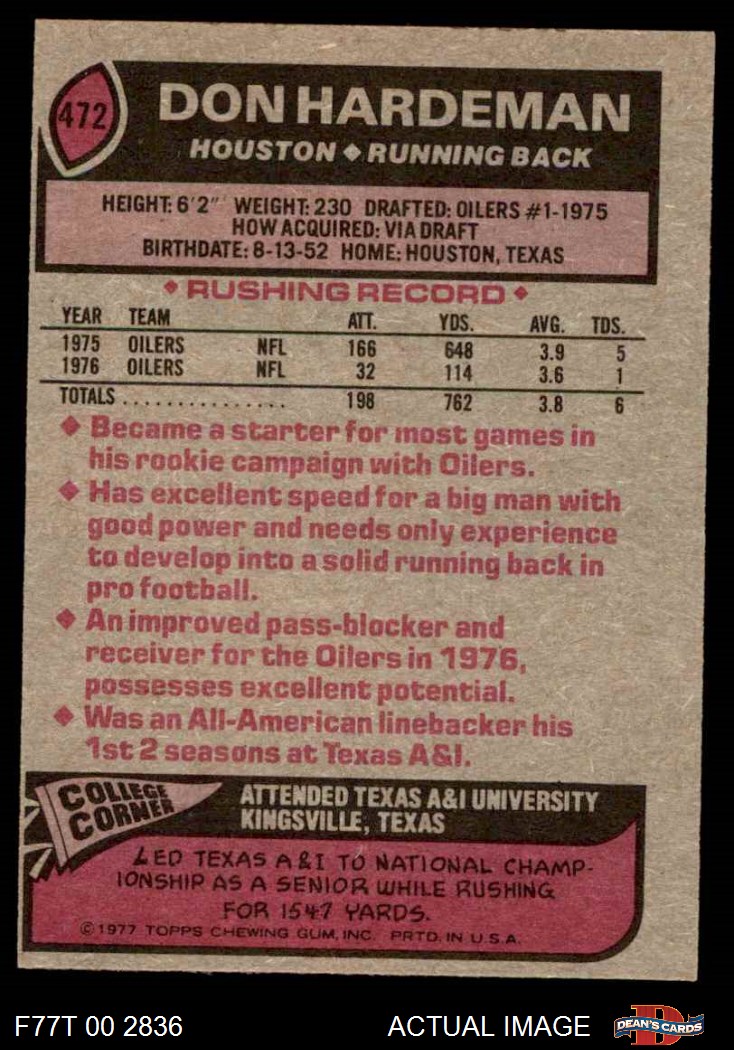 472
DON HARDEMAN
HOUSTON ◆ RUNNING BACK
HEIGHT: 6'2" WEIGHT: 230 DRAFTED: OILERS #1-1975
HOW ACQUIRED: VIA DRAFT
BIRTHDATE: 8-13-52 HOME: HOUSTON, TEXAS
◆ RUSHING RECORD ◆
YEAR TEAM ATT. YDS. AVG. TDS.
1975 OILERS NFL 166 648 3.9 5
1976 OILERS NFL 32 114 3.6 1
TOTALS . . . . . . . . . . . . . . . 198 762 3.8 6
◆ Became a starter for most games in
his rookie campaign with Oilers.
◆ Has excellent speed for a big man with
good power and needs only experience
to develop into a solid running back in
pro football.
◆ An improved pass-blocker and
receiver for the Oilers in 1976,
possesses excellent potential.
◆ Was an All-American linebacker his
1st 2 seasons at Texas A&I.
COLLEGE
CORNER
ATTENDED TEXAS A&I UNIVERSITY
KINGSVILLE, TEXAS
LED TEXAS A & I TO NATIONAL CHAMP-
IONSHIP AS A SENIOR WHILE RUSHING
FOR 1547 YARDS.
©1977 TOPPS CHEWING GUM, INC. PRTD. IN U.S.A.
F77T 00 2836 ACTUAL IMAGE
D
DEAN'S CARDS